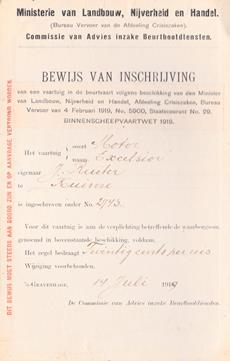 Ministerie van Landbouw, Nijverheid en Handel.
(Bureau Vervoer van de Afdeeling Crisiszaken).
Commissie van Advies inzake Beurtbootdiensten.
BEWIJS VAN INSCHRIJVING
van een vaartuig in de beurtvaart volgens beschikking van den Minister
van Landbouw, Nijverheid en Handel, Afdeeling Crisiszaken, Bureau
Vervoer van 4 Februari 1919, No. 5900, Staatscourant No. 29.
BINNENSCHEEPVAARTWET 1918.
Het vaartuig soort Motor
naam Excelsior
eigenaar J. Ruiter
te Kuinre
is ingeschreven onder No. 2793.
Voor dit vaartuig is aan de verplichting betreffende de waarborgsom,
genoemd in bovenstaande beschikking, voldaan.
Het zegel bedraagt Twintig cents per reis
Wijziging voorbehouden.
's-Gravenhage, 14 Juli 19
De Commissie van Advies inzake Beurtbootdiensten.
DIT BEWIJS MOET STEEDS AAN BOORD ZIJN EN OP AANVRAGE VERTOOND WORDEN.